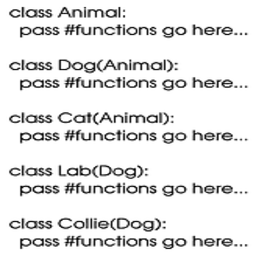 class Animal:
  pass #functions go here...
class Dog(Animal):
  pass #functions go here...
class Cat(Animal):
  pass #functions go here...
class Lab(Dog):
  pass #functions go here...
class Collie(Dog):
  pass #functions go here...